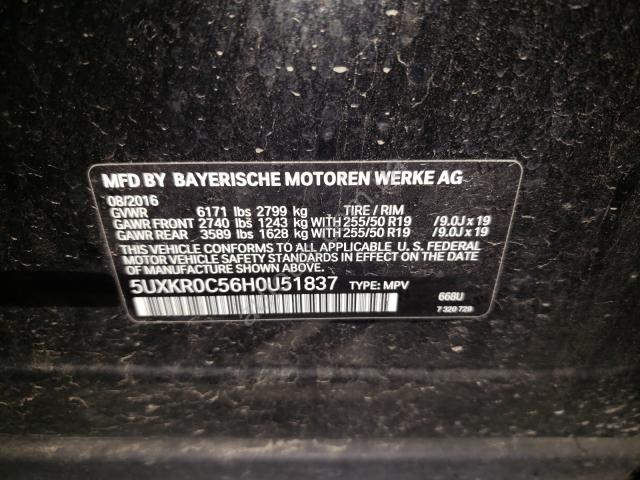 MFD BY BAYERISCHE MOTOREN WERKE AG
08/2016
GVWR 6171 lbs 2799 kg TIRE / RIM
GAWR FRONT 2740 lbs 1243 kg WITH 255/50 R19 /9.0J x 19
GAWR REAR 3589 lbs 1628 kg WITH 255/50 R19 /9.0J x 19
THIS VEHICLE CONFORMS TO ALL APPLICABLE U. S. FEDERAL
MOTOR VEHICLE SAFETY STANDARDS IN EFFECT ON THE DATE
OF MANUFACTURE SHOWN ABOVE.
5UXKR0C56H0U51837 TYPE: MPV
668U
7 320 729